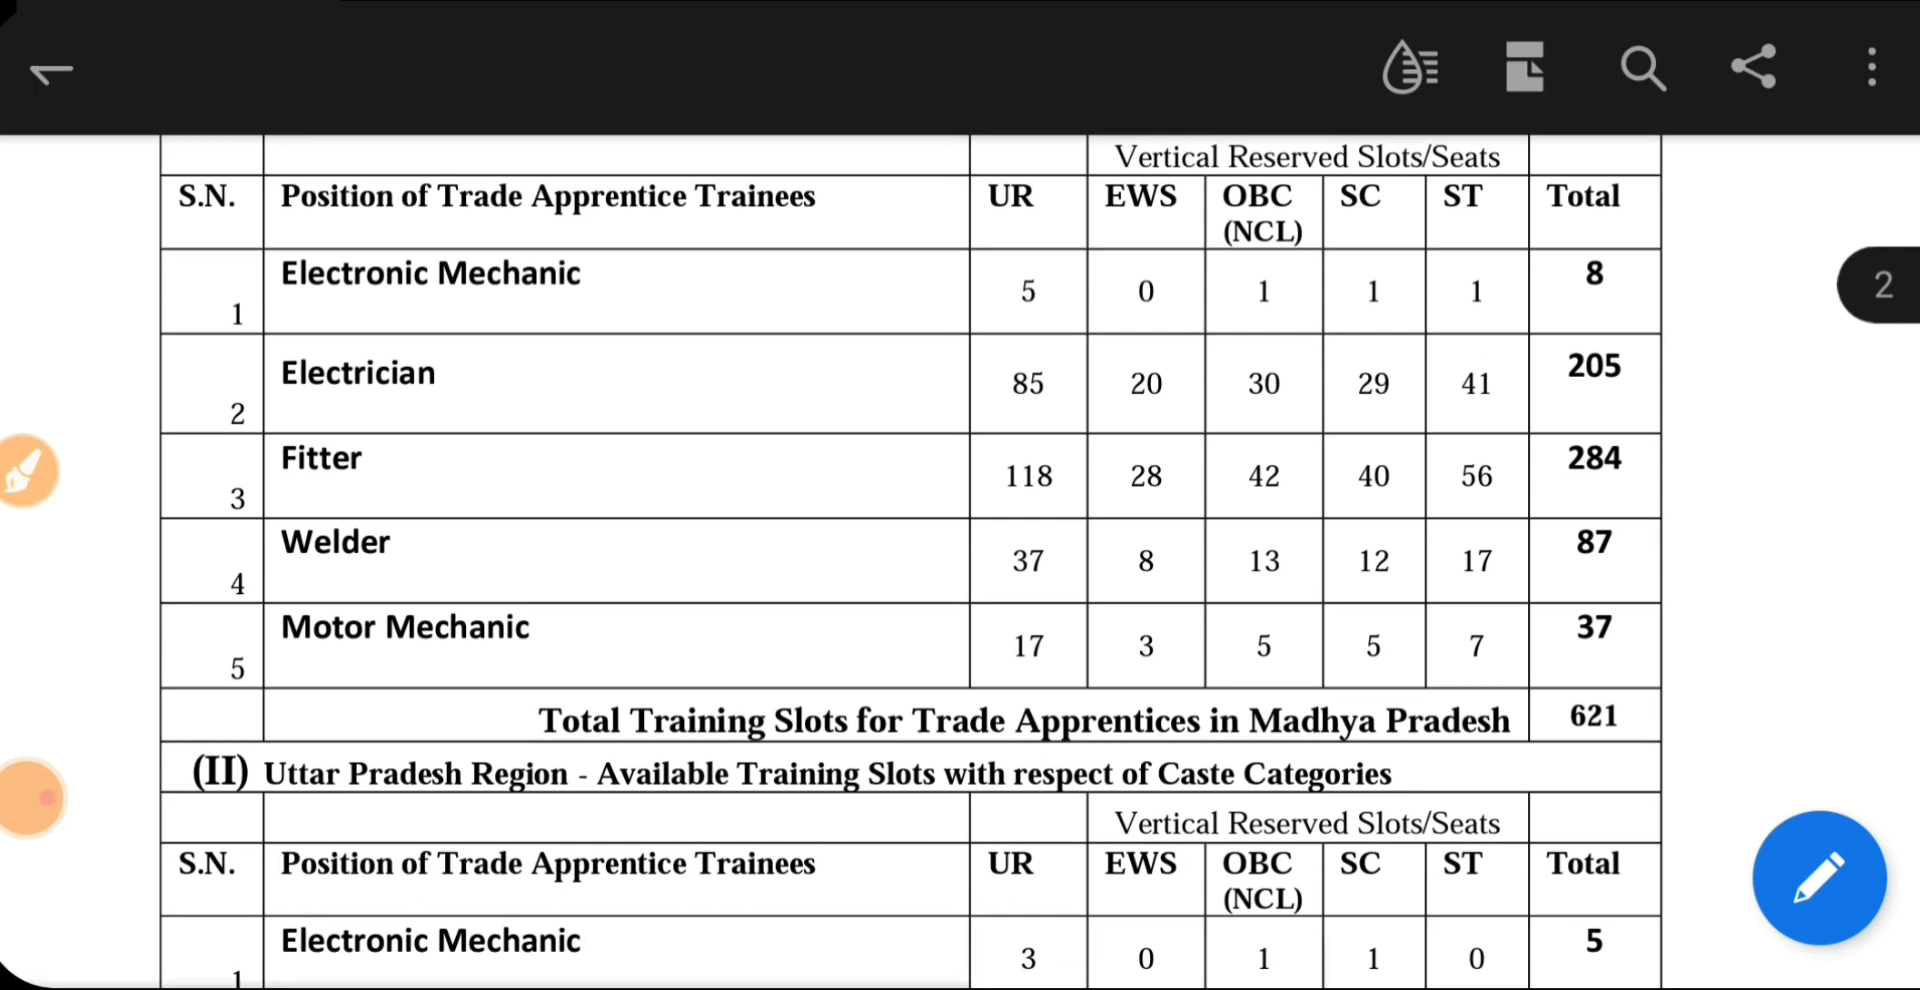 Vertical Reserved Slots/Seats
S.N. Position of Trade Apprentice Trainees UR EWS OBC (NCL) SC ST Total
1 Electronic Mechanic 5 0 1 1 1 8
2 Electrician 85 20 30 29 41 205
3 Fitter 118 28 42 40 56 284
4 Welder 37 8 13 12 17 87
5 Motor Mechanic 17 3 5 5 7 37
Total Training Slots for Trade Apprentices in Madhya Pradesh 621
(II) Uttar Pradesh Region - Available Training Slots with respect of Caste Categories
Vertical Reserved Slots/Seats
S.N. Position of Trade Apprentice Trainees UR EWS OBC (NCL) SC ST Total
1 Electronic Mechanic 3 0 1 1 0 5
2